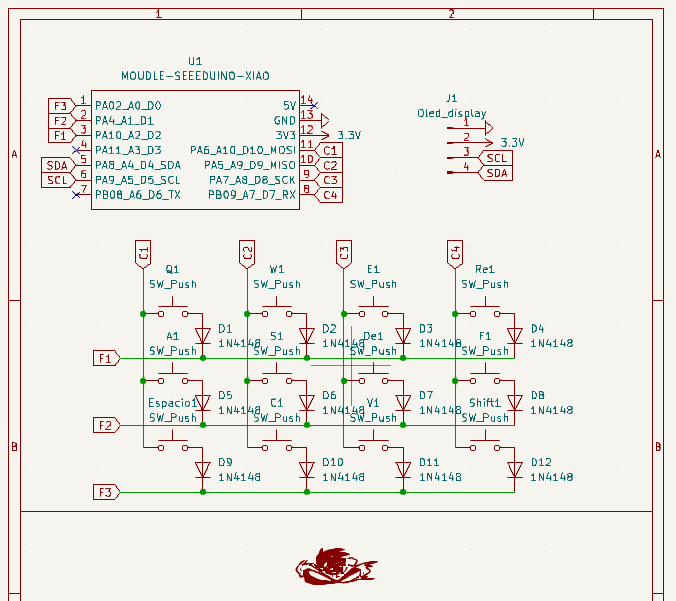 1 2
U1
MOUDLE-SEEEDUINO-XIAO
F3 1 PA02_A0_D0 5V 14
F2 2 PA4_A1_D1 GND 13
F1 3 PA10_A2_D2 3V3 12 3.3V
4 PA11_A3_D3 PA6_A10_D10_MOSI 11 C1
SDA 5 PA8_A4_D4_SDA PA5_A9_D9_MISO 10 C2
SCL 6 PA9_A5_D5_SCL PA7_A8_D8_SCK 9 C3
7 PB08_A6_D6_TX PB09_A7_D7_RX 8 C4
J1
Oled_display
1
2 3.3V
3 SCL
4 SDA
A A
C1 C2 C3 C4
Q1 W1 E1 Re1
SW_Push SW_Push SW_Push SW_Push
D1 D2 D3 D4
1N4148 1N4148 1N4148 1N4148
A1 S1 De1 F1
SW_Push SW_Push SW_Push SW_Push
F1
D5 D6 D7 D8
1N4148 1N4148 1N4148 1N4148
Espacio1 C1 V1 Shift1
SW_Push SW_Push SW_Push SW_Push
F2
B B
D9 D10 D11 D12
1N4148 1N4148 1N4148 1N4148
F3